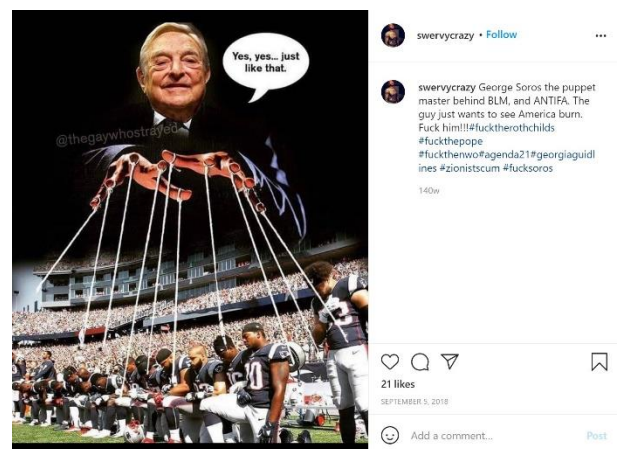 Yes, yes... just
like that.
@thegaywhostrayed
swervycrazy • Follow
swervycrazy George Soros the puppet
master behind BLM, and ANTIFA. The
guy just wants to see America burn.
Fuck him!!!#fucktherothchilds
#fuckthepope
#fuckthenwo#agenda21#georgiaguidl
ines #zionistscum #fucksoros
140w
21 likes
SEPTEMBER 5, 2018
Add a comment...
Post